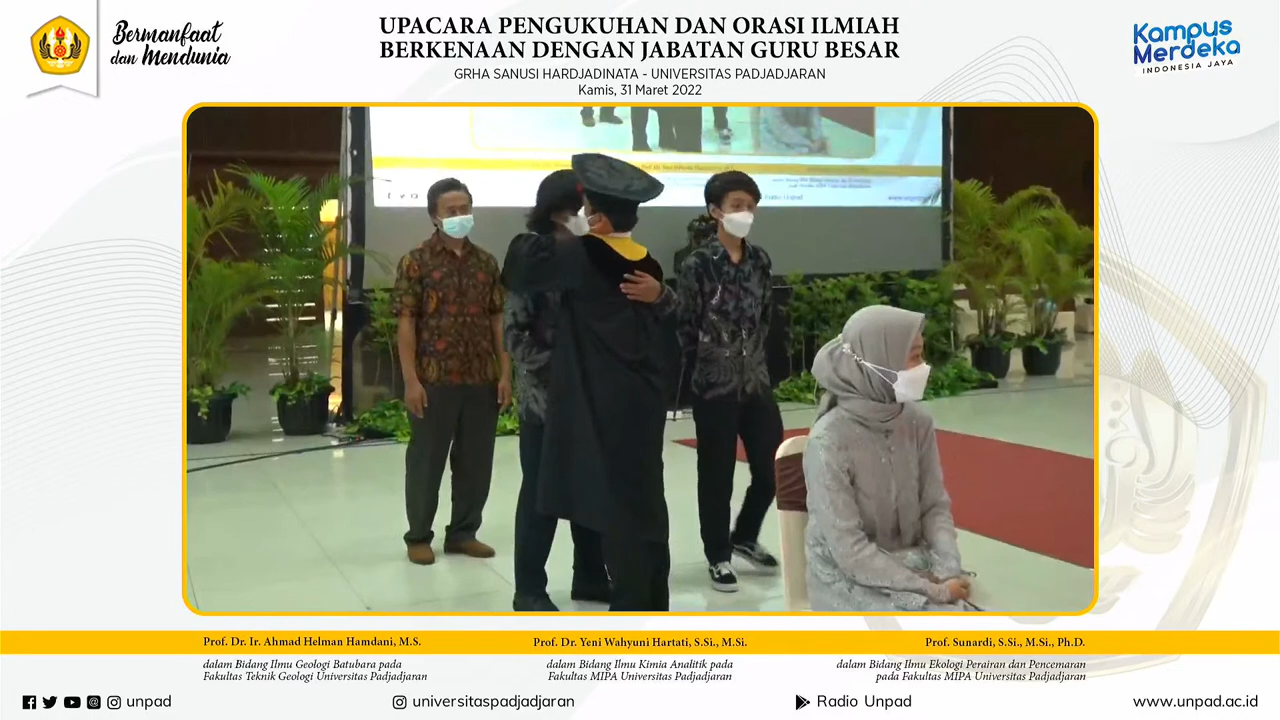 Bermanfaat
dan Mendunia
UPACARA PENGUKUHAN DAN ORASI ILMIAH
BERKENAAN DENGAN JABATAN GURU BESAR
GRHA SANUSI HARDJADINATA - UNIVERSITAS PADJADJARAN
Kamis, 31 Maret 2022
Kampus
Merdeka
INDONESIA JAYA
Prof. Dr. Ir. Ahmad Helman Hamdani, M.S.
dalam Bidang Ilmu Geologi Batubara pada
Fakultas Teknik Geologi Universitas Padjadjaran
Prof. Dr. Yeni Wahyuni Hartati, S.Si., M.Si.
dalam Bidang Ilmu Kimia Analitik pada
Fakultas MIPA Universitas Padjadjaran
Prof. Sunardi, S.Si., M.Si., Ph.D.
dalam Bidang Ilmu Ekologi Perairan dan Pencemaran
pada Fakultas MIPA Universitas Padjadjaran
unpad
universitaspadjadjaran
Radio Unpad
www.unpad.ac.id